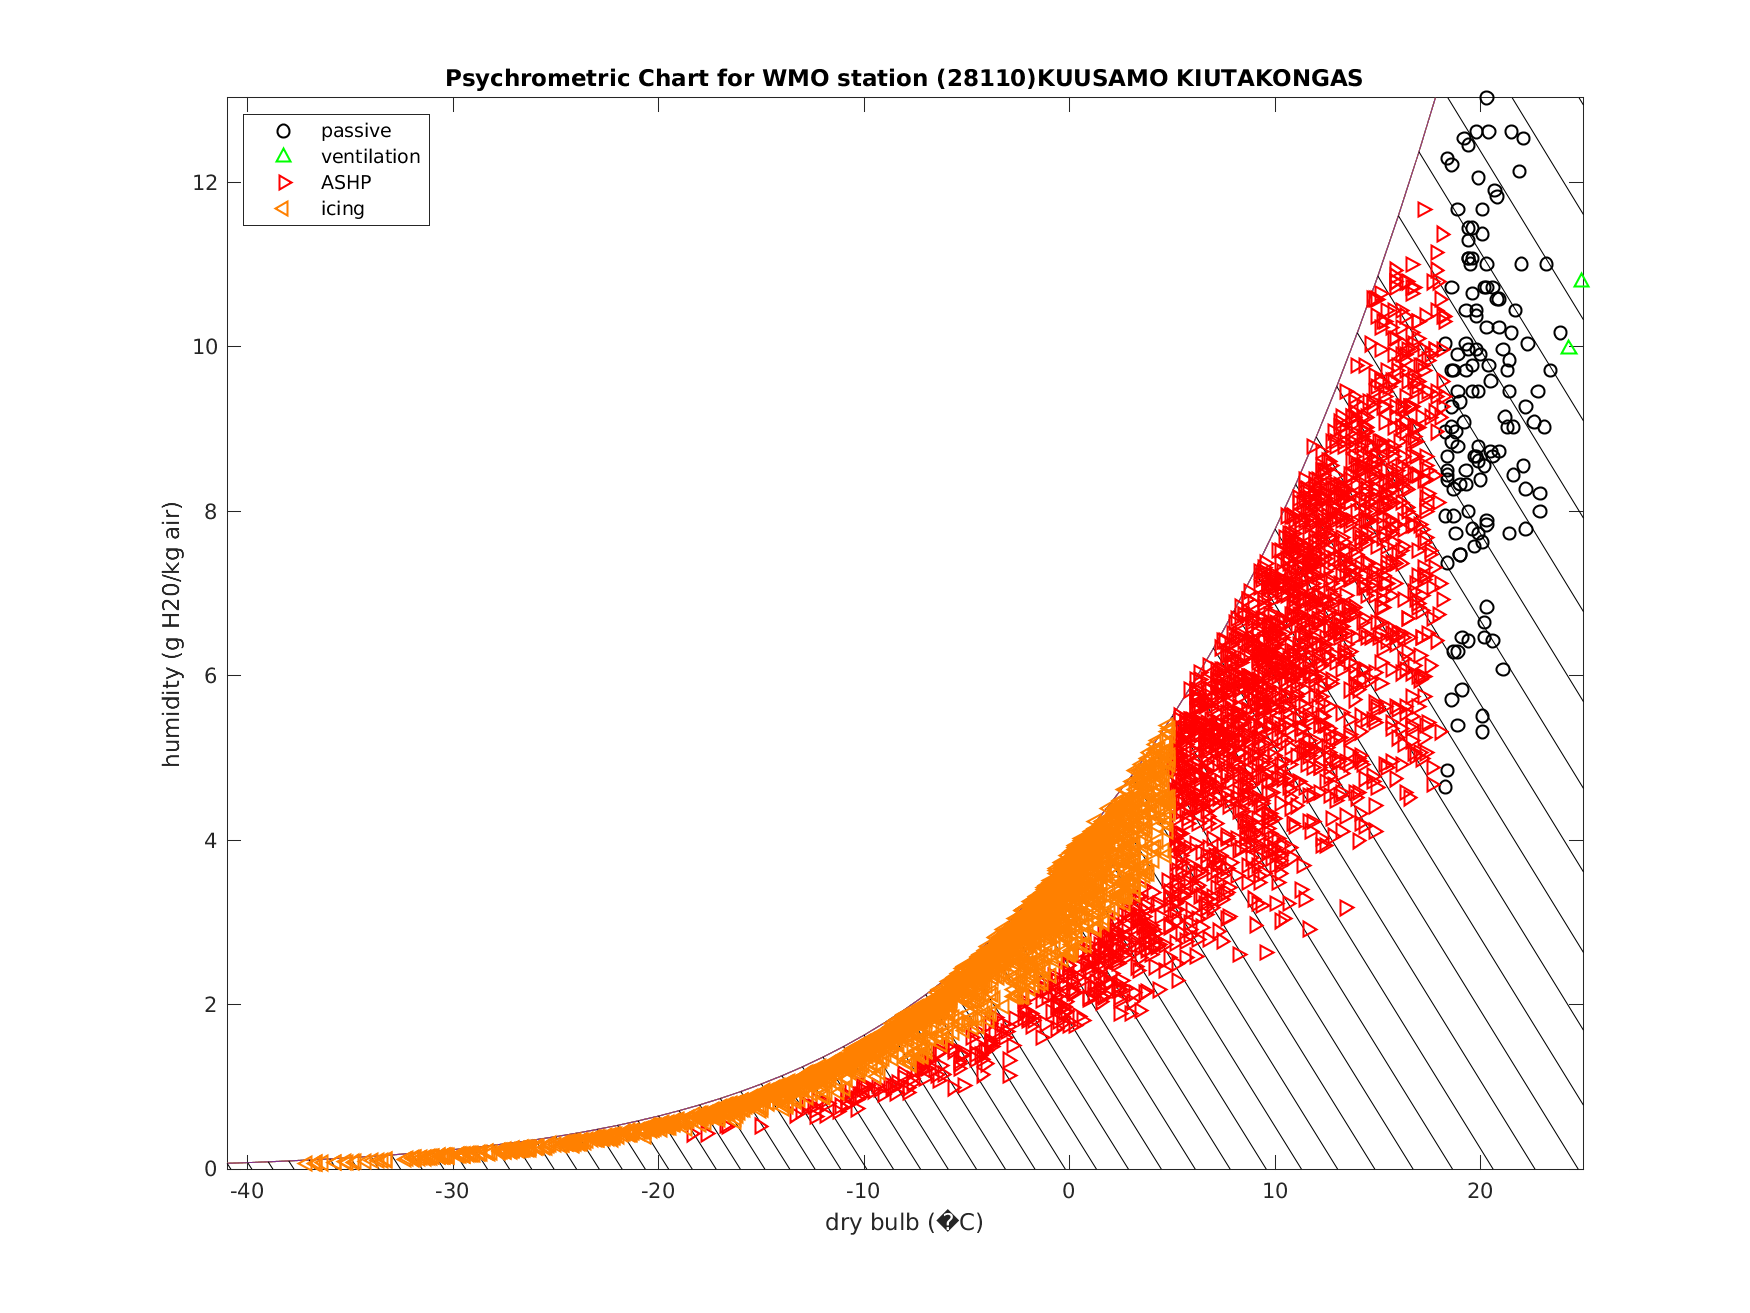 Psychrometric Chart for WMO station (28110)KUUSAMO KIUTAKONGAS
passive
ventilation
ASHP
icing
humidity (g H20/kg air)
12
10
8
6
4
2
0
-40
-30
-20
-10
0
10
20
dry bulb (�C)